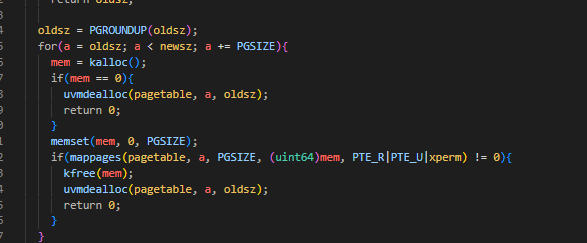 return oldsz;
oldsz = PGROUNDUP(oldsz);
for(a = oldsz; a < newsz; a += PGSIZE){
mem = kalloc();
if(mem == 0){
uvmdealloc(pagetable, a, oldsz);
return 0;
}
memset(mem, 0, PGSIZE);
if(mappages(pagetable, a, PGSIZE, (uint64)mem, PTE_R|PTE_U|xperm) != 0){
kfree(mem);
uvmdealloc(pagetable, a, oldsz);
return 0;
}
}